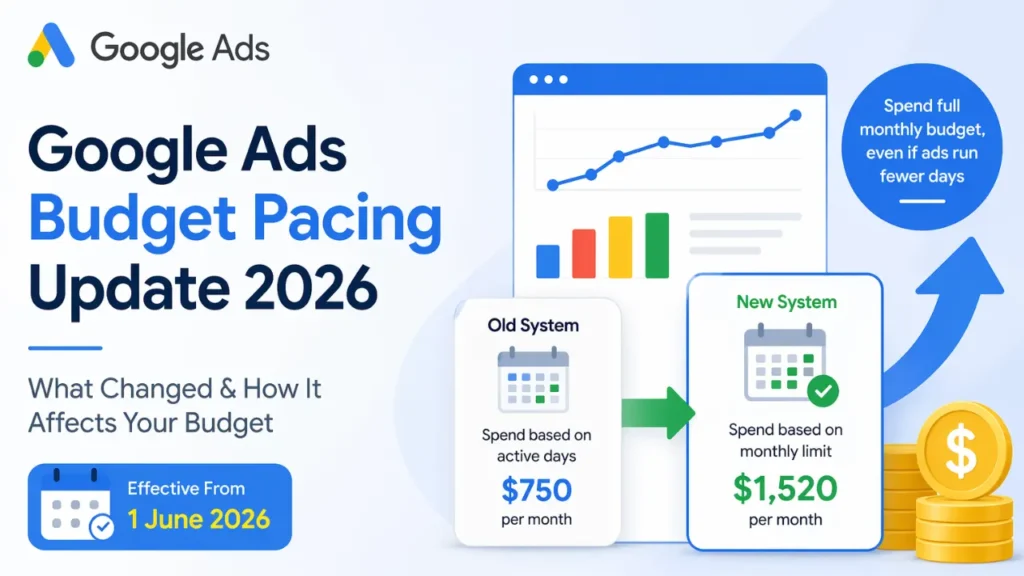 Google Ads
Google Ads
Budget Pacing
Update 2026
What Changed & How It
Affects Your Budget
Effective From
1 June 2026
Spend full
monthly budget,
even if ads run
fewer days
Old System
Spend based on
active days
$750
per month
New System
Spend based on
monthly limit
$1,520
per month
$